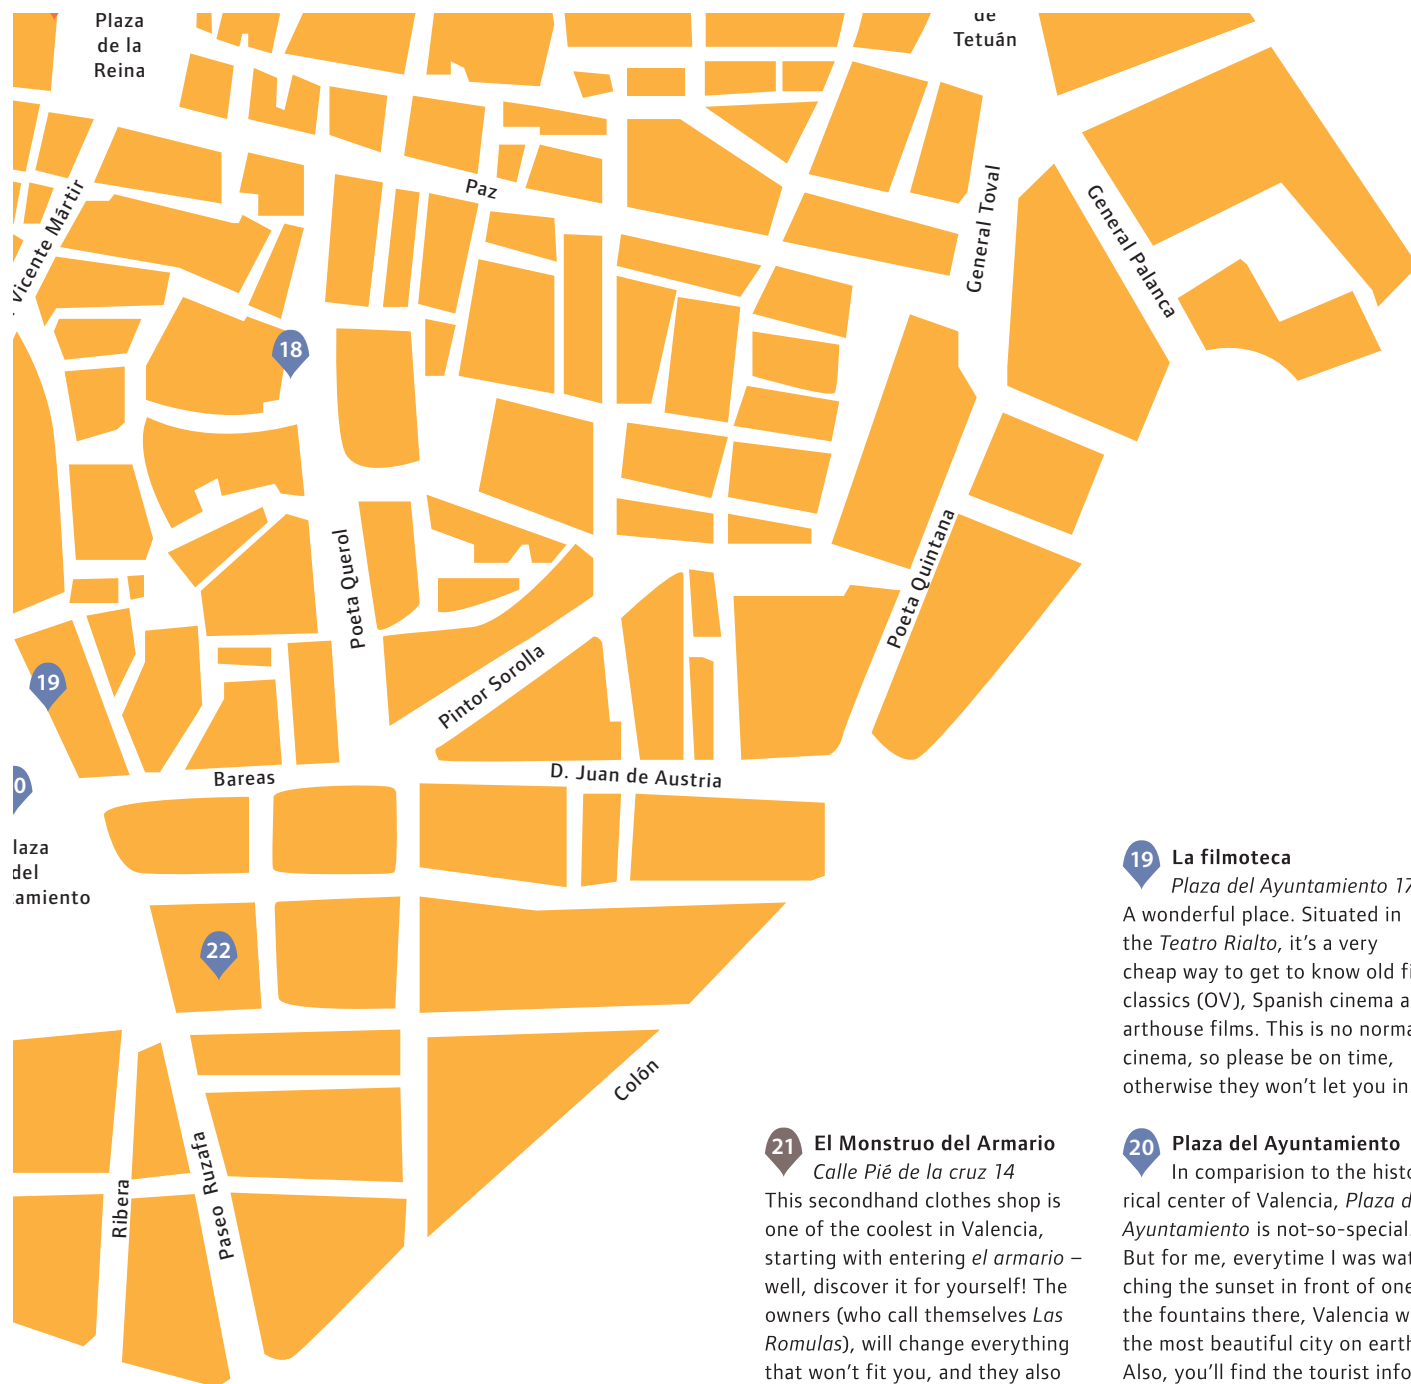 Plaza
de la
Reina
de
Tetuán
Vicente Mártir
Paz
General Toval
General Palanca
18
Poeta Querol
Poeta Quintana
Pintor Sorolla
19
Bareas
D. Juan de Austria
0
laza
del
amiento
22
Colón
Ribera
Paseo Ruzafa
19 La filmoteca
Plaza del Ayuntamiento 17
A wonderful place. Situated in
the Teatro Rialto, it’s a very
cheap way to get to know old fi
classics (OV), Spanish cinema a
arthouse films. This is no norma
cinema, so please be on time,
otherwise they won’t let you in
21 El Monstruo del Armario
Calle Pié de la cruz 14
This secondhand clothes shop is
one of the coolest in Valencia,
starting with entering el armario –
well, discover it for yourself! The
owners (who call themselves Las
Romulas), will change everything
that won’t fit you, and they also
20 Plaza del Ayuntamiento
In comparision to the histo
rical center of Valencia, Plaza d
Ayuntamiento is not-so-special.
But for me, everytime I was wat
ching the sunset in front of one
the fountains there, Valencia w
the most beautiful city on earth
Also, you’ll find the tourist info